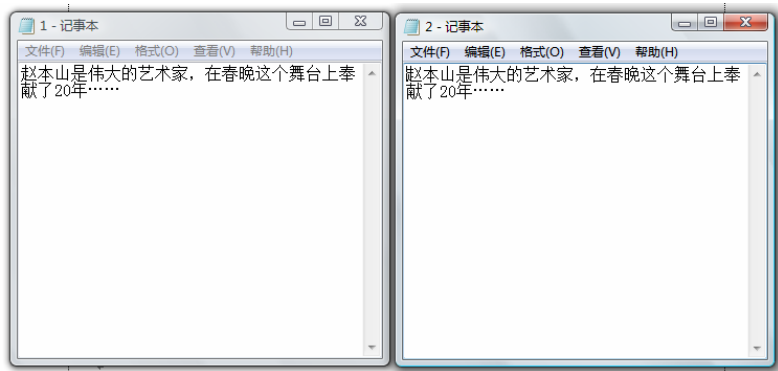 1 - 记事本
文件(F) 编辑(E) 格式(O) 查看(V) 帮助(H)
赵本山是伟大的艺术家，在春晚这个舞台上奉
献了20年……
2 - 记事本
文件(F) 编辑(E) 格式(O) 查看(V) 帮助(H)
赵本山是伟大的艺术家，在春晚这个舞台上奉
献了20年……